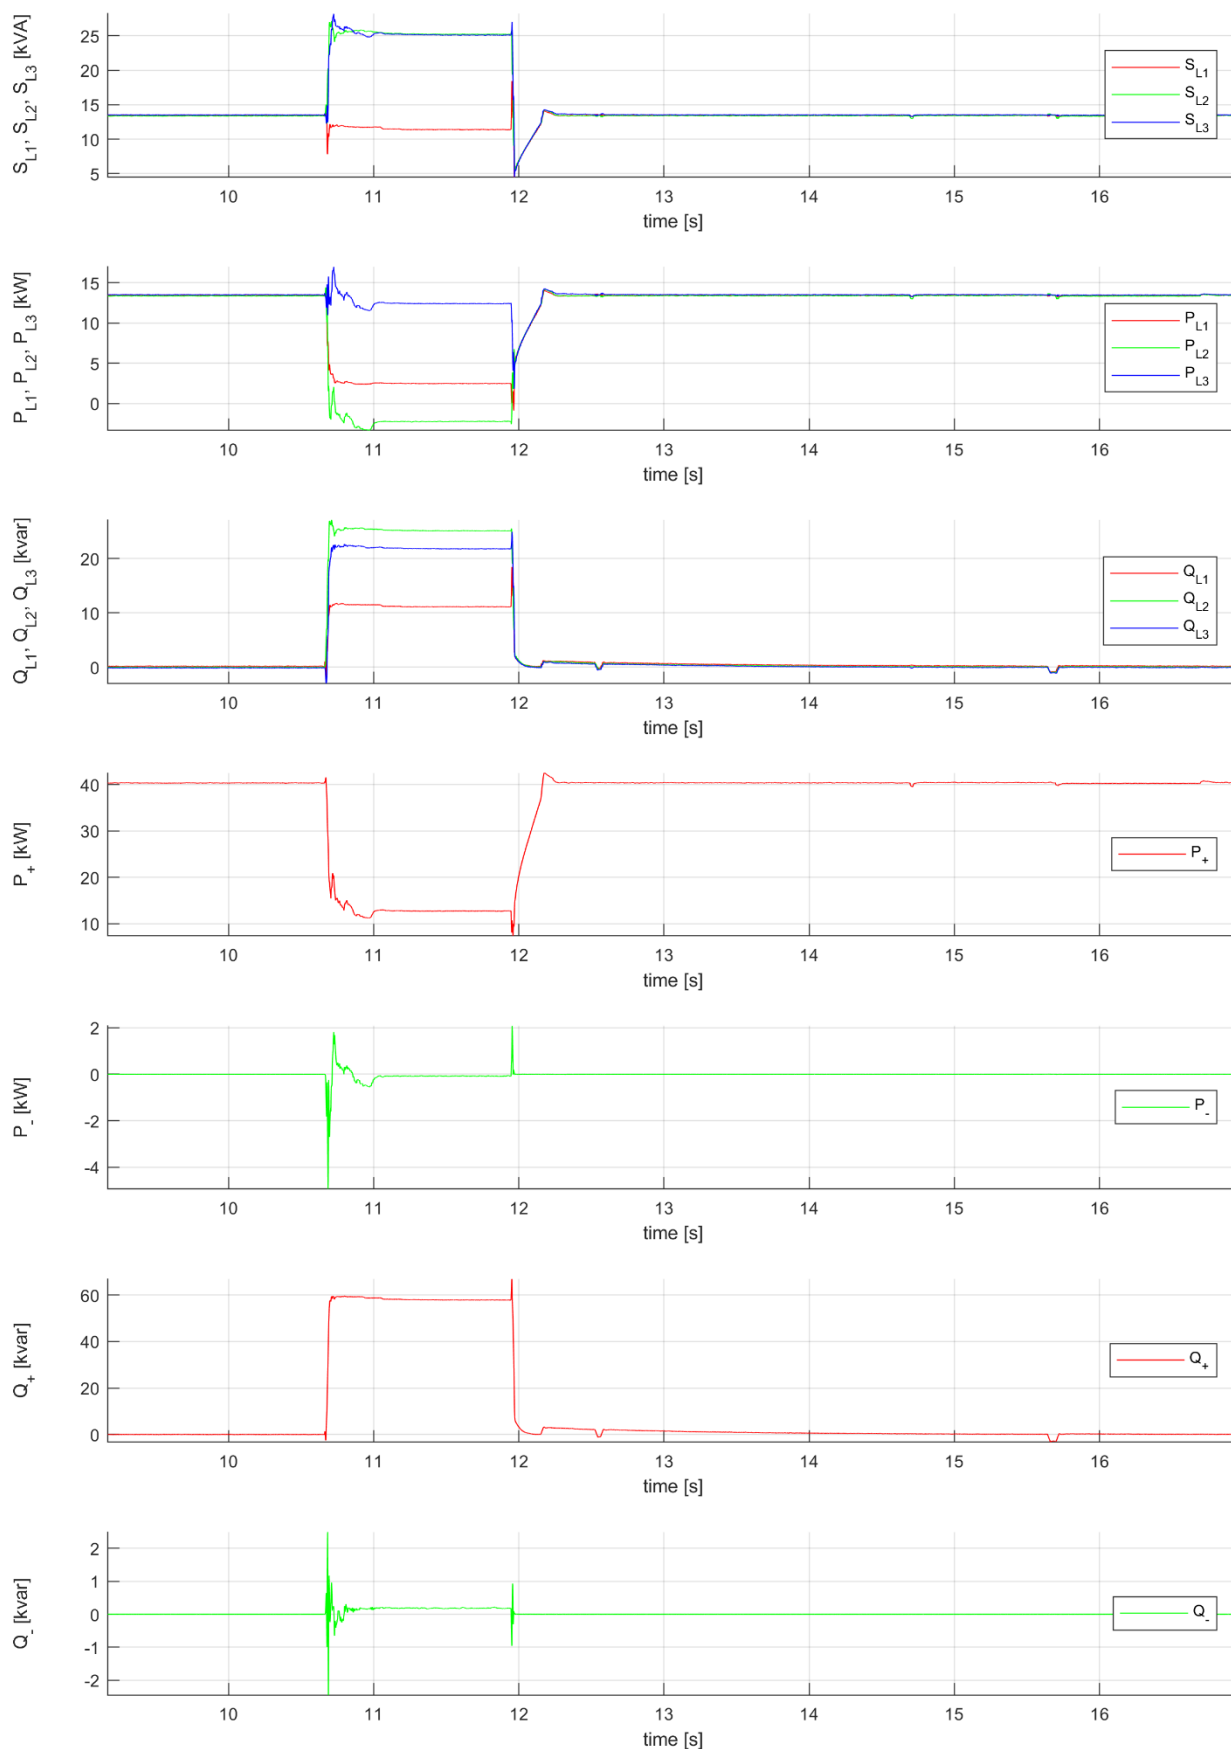 S_L1, S_L2, S_L3 [kVA]
25
20
15
10
5
S_L1
S_L2
S_L3
10 11 12 13 14 15 16
time [s]
P_L1, P_L2, P_L3 [kW]
15
10
5
0
P_L1
P_L2
P_L3
10 11 12 13 14 15 16
time [s]
Q_L1, Q_L2, Q_L3 [kvar]
20
10
0
Q_L1
Q_L2
Q_L3
10 11 12 13 14 15 16
time [s]
P_+ [kW]
40
30
20
10
P_+
10 11 12 13 14 15 16
time [s]
P_- [kW]
2
0
-2
-4
P_-
10 11 12 13 14 15 16
time [s]
Q_+ [kvar]
60
40
20
0
Q_+
10 11 12 13 14 15 16
time [s]
Q_- [kvar]
2
1
0
-1
-2
Q_-
10 11 12 13 14 15 16
time [s]